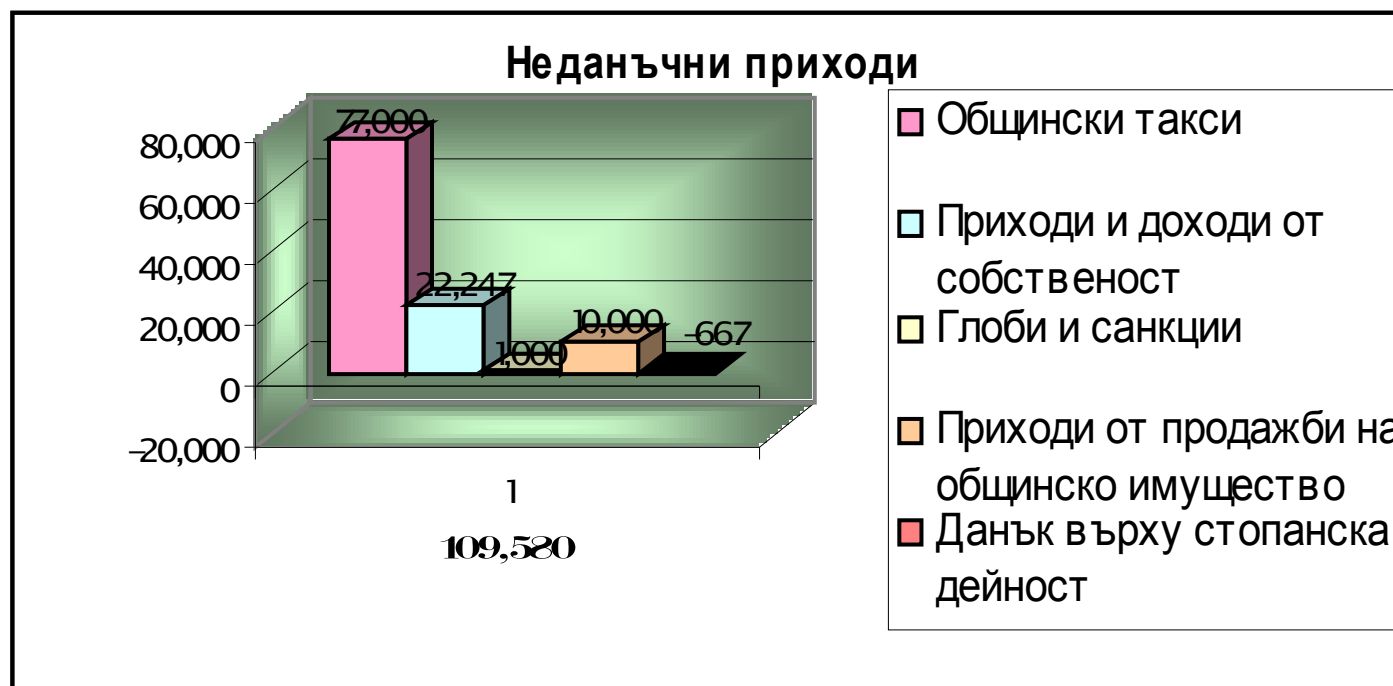 Неданъчни приходи
77,000
80,000
60,000
40,000
20,000
0
-20,000
22,247
1,000
10,000
-667
1
109,580
Общински такси
Приходи и доходи от
собственост
Глоби и санкции
Приходи от продажби на
общинско имущество
Данък върху стопанска
дейност